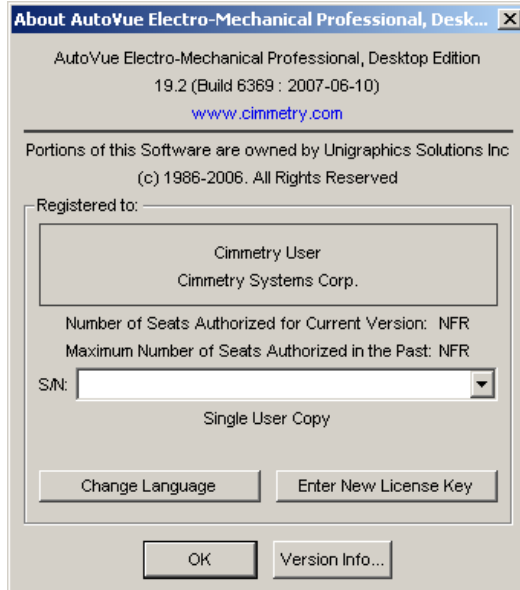 About AutoVue Electro-Mechanical Professional, Desk...
AutoVue Electro-Mechanical Professional, Desktop Edition
19.2 (Build 6369 : 2007-06-10)
www.cimmetry.com
Portions of this Software are owned by Unigraphics Solutions Inc
(c) 1986-2006. All Rights Reserved
Registered to:
Cimmetry User
Cimmetry Systems Corp.
Number of Seats Authorized for Current Version: NFR
Maximum Number of Seats Authorized in the Past: NFR
S/N:
Single User Copy
Change Language Enter New License Key
OK Version Info...